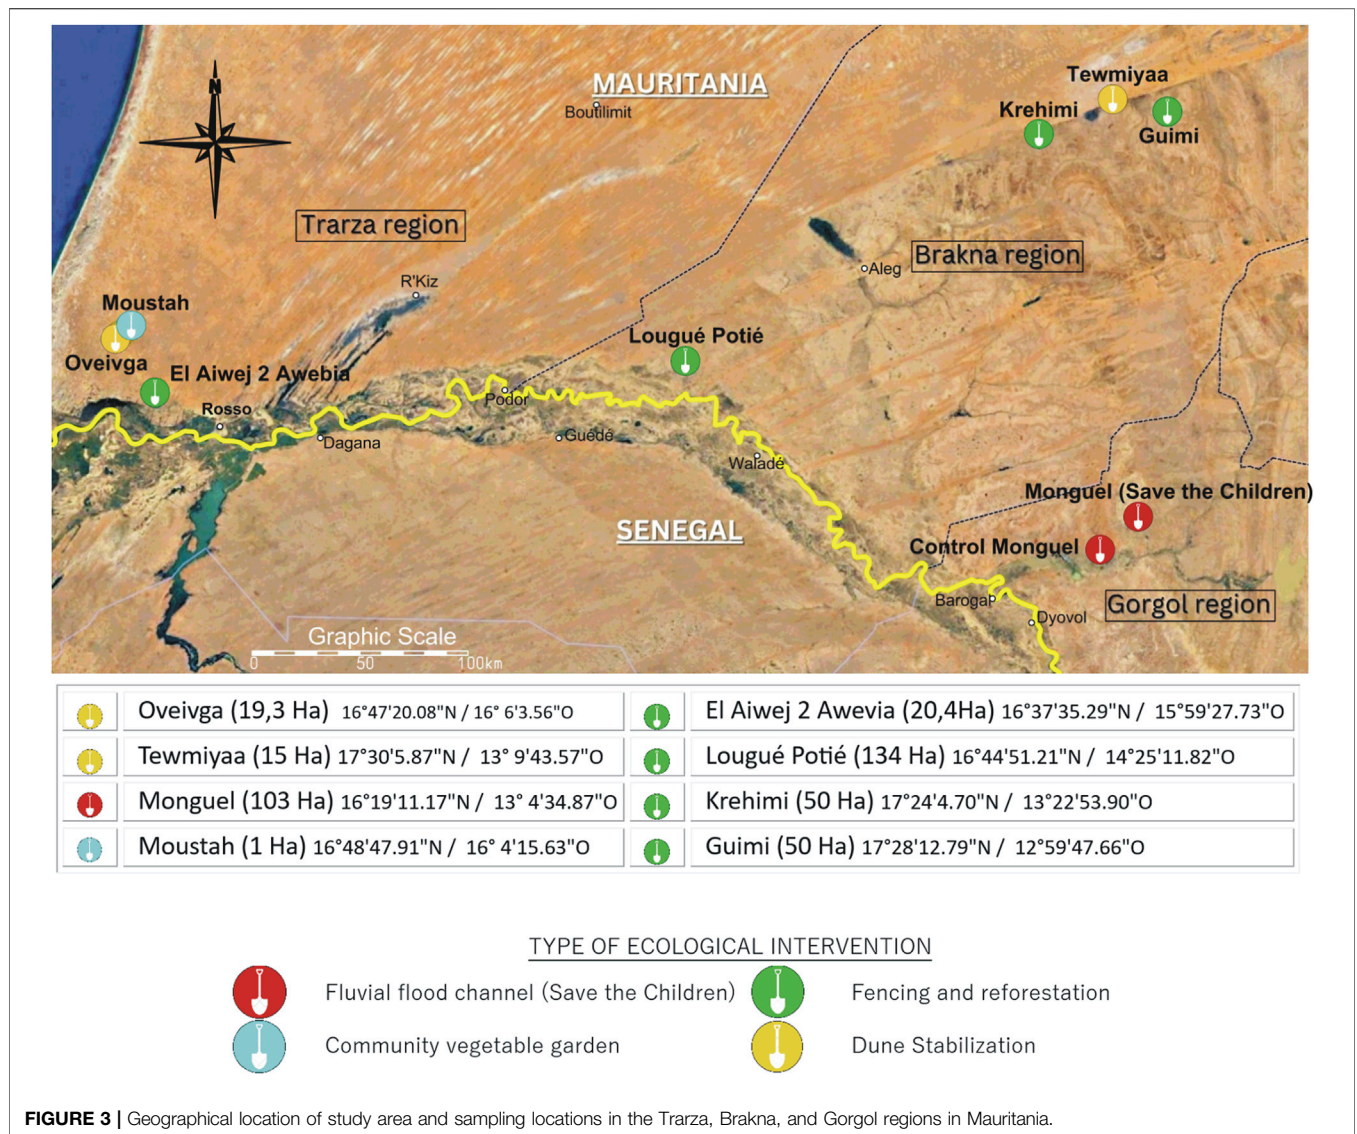 N
MAURITANIA
Boutilimit
Tewmiyaa
Krehimi
Guimi
Trarza region
Brakna region
Aleg
R'Kiz
Moustah
Oveivga
El Aiwej 2 Awebia
Rosso
Lougué Potié
Podor
Dagana
Guédé
Waladé
Monguel (Save the Children)
SENEGAL
Control Monguel
Barogal
Gorgol region
Dyovol
Graphic Scale
0 50 100km
Oveivga (19,3 Ha) 16°47'20.08"N / 16° 6'3.56"O
El Aiwej 2 Awevia (20,4Ha) 16°37'35.29"N / 15°59'27.73"O
Tewmiyaa (15 Ha) 17°30'5.87"N / 13° 9'43.57"O
Lougué Potié (134 Ha) 16°44'51.21"N / 14°25'11.82"O
Monguel (103 Ha) 16°19'11.17"N / 13° 4'34.87"O
Krehimi (50 Ha) 17°24'4.70"N / 13°22'53.90"O
Moustah (1 Ha) 16°48'47.91"N / 16° 4'15.63"O
Guimi (50 Ha) 17°28'12.79"N / 12°59'47.66"O
TYPE OF ECOLOGICAL INTERVENTION
Fluvial flood channel (Save the Children)
Fencing and reforestation
Community vegetable garden
Dune Stabilization
FIGURE 3 | Geographical location of study area and sampling locations in the Trarza, Brakna, and Gorgol regions in Mauritania.